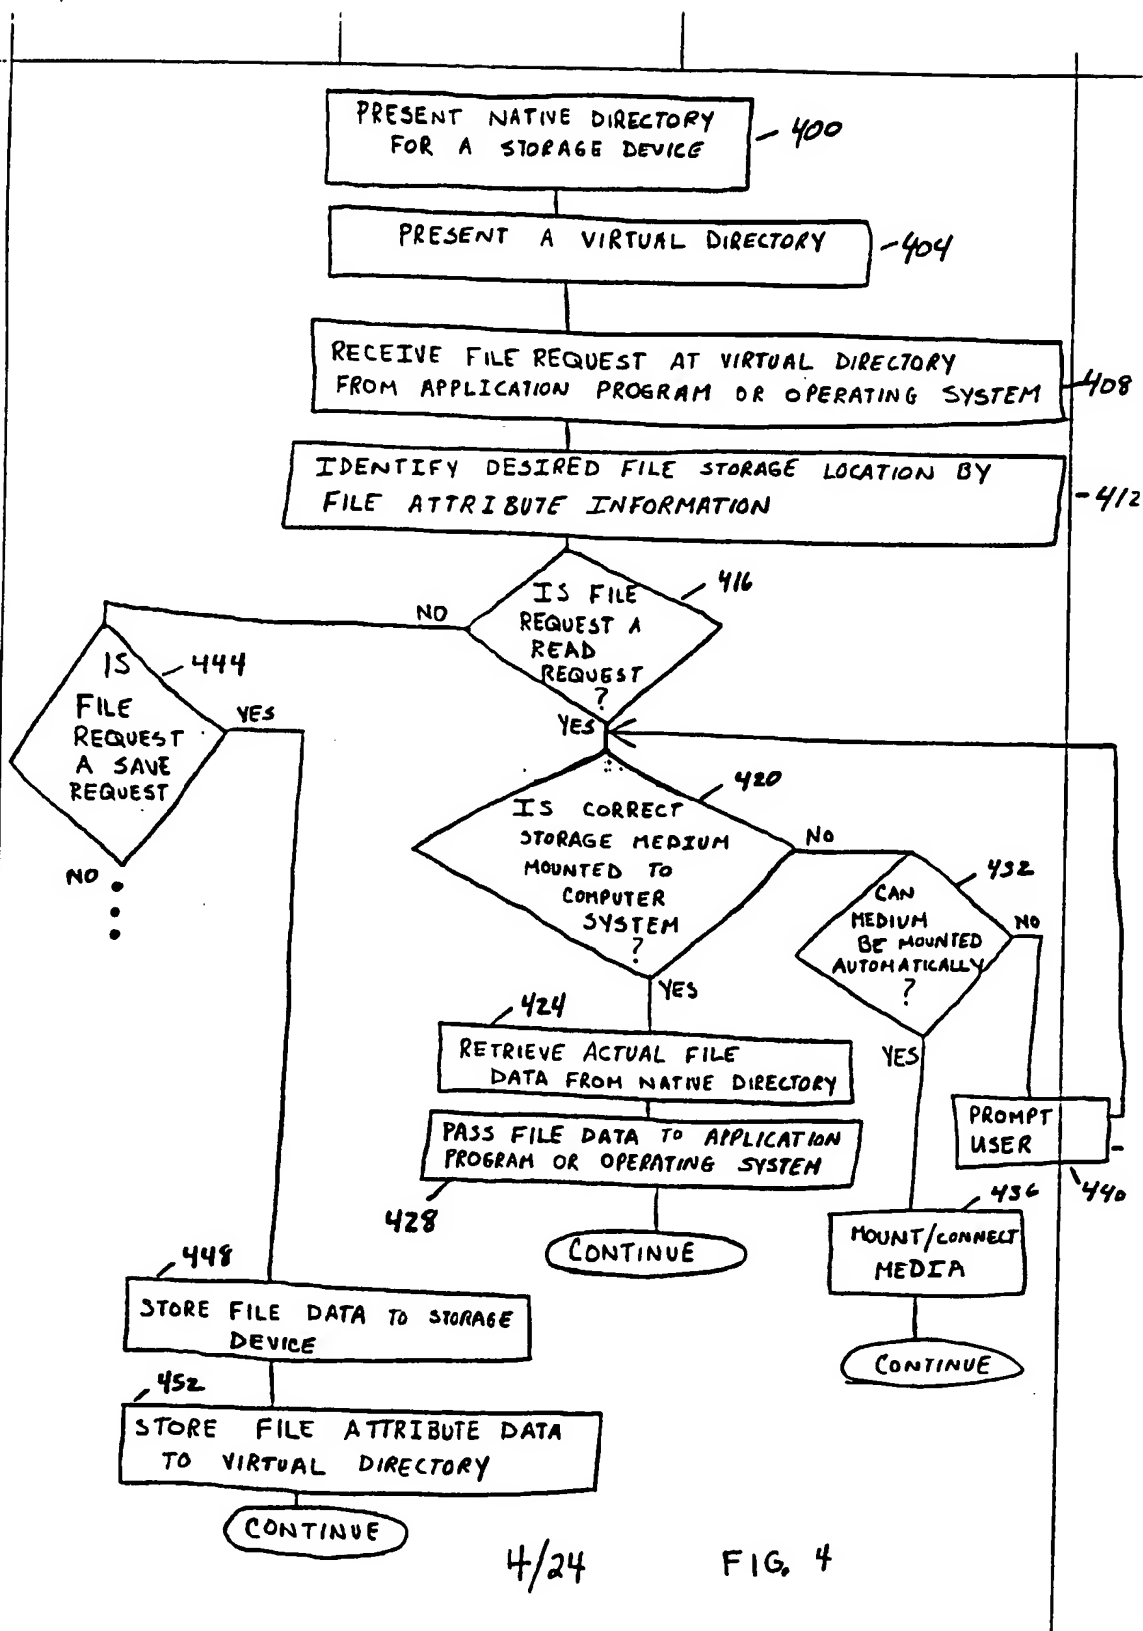 PRESENT NATIVE DIRECTORY
FOR A STORAGE DEVICE
400
PRESENT A VIRTUAL DIRECTORY
404
RECEIVE FILE REQUEST AT VIRTUAL DIRECTORY
FROM APPLICATION PROGRAM OR OPERATING SYSTEM
408
IDENTIFY DESIRED FILE STORAGE LOCATION BY
FILE ATTRIBUTE INFORMATION
412
IS FILE
REQUEST A
READ
REQUEST
?
416
NO
YES
IS
FILE
REQUEST
A SAVE
REQUEST
444
YES
NO
IS CORRECT
STORAGE MEDIUM
MOUNTED TO
COMPUTER
SYSTEM
?
420
NO
YES
CAN
MEDIUM
BE MOUNTED
AUTOMATICALLY
?
432
NO
YES
424
RETRIEVE ACTUAL FILE
DATA FROM NATIVE DIRECTORY
PASS FILE DATA TO APPLICATION
PROGRAM OR OPERATING SYSTEM
428
CONTINUE
PROMPT
USER
440
436
MOUNT/CONNECT
MEDIA
CONTINUE
448
STORE FILE DATA TO STORAGE
DEVICE
452
STORE FILE ATTRIBUTE DATA
TO VIRTUAL DIRECTORY
CONTINUE
4/24
FIG. 4